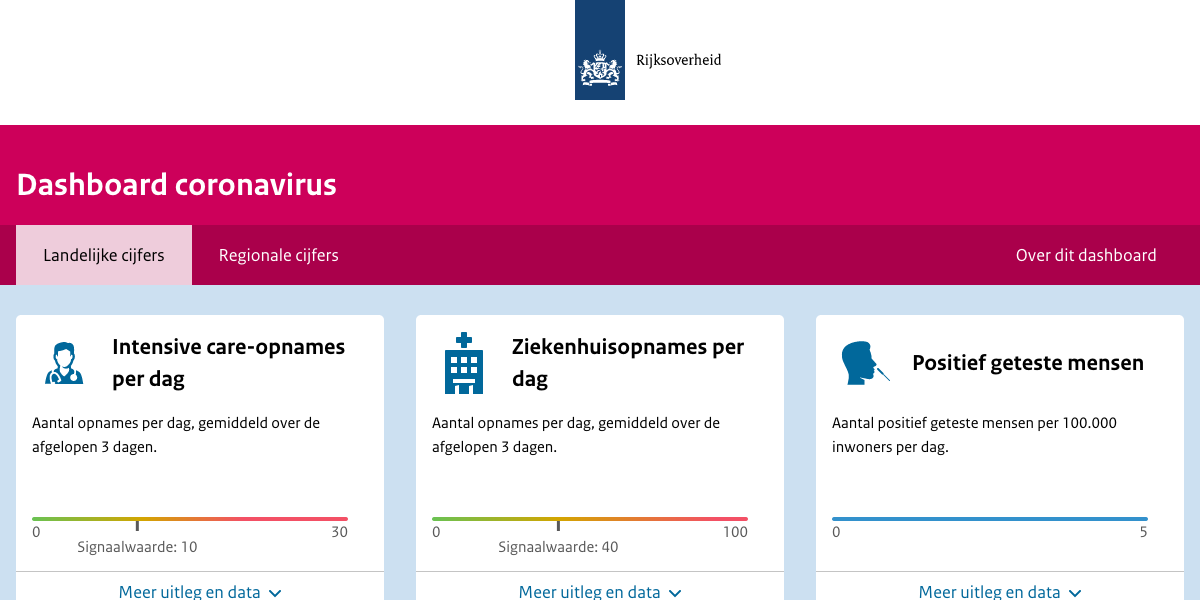 Rijksoverheid
Dashboard coronavirus
Landelijke cijfers
Regionale cijfers
Over dit dashboard
Intensive care-opnames
per dag
Aantal opnames per dag, gemiddeld over de
afgelopen 3 dagen.
0
30
Signaalwaarde: 10
Meer uitleg en data
Ziekenhuisopnames per
dag
Aantal opnames per dag, gemiddeld over de
afgelopen 3 dagen.
0
100
Signaalwaarde: 40
Meer uitleg en data
Positief geteste mensen
Aantal positief geteste mensen per 100.000
inwoners per dag.
0
5
Meer uitleg en data